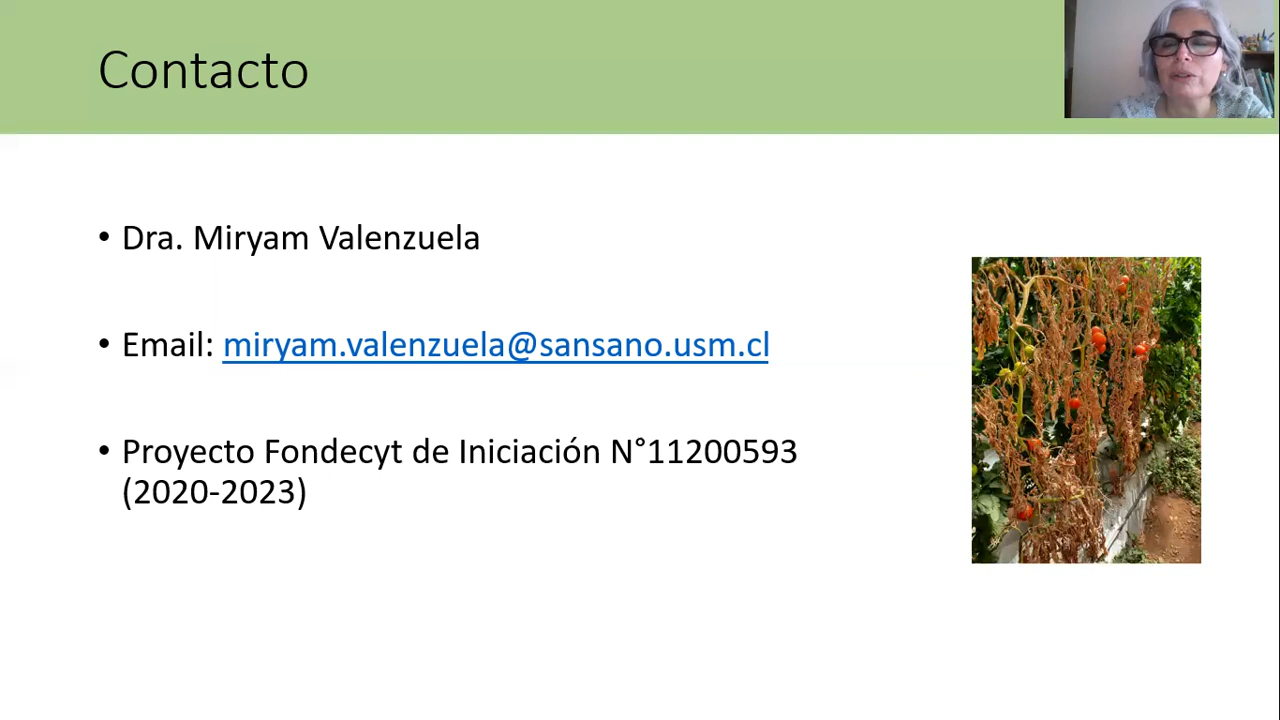 Contacto
• Dra. Miryam Valenzuela
• Email: miryam.valenzuela@sansano.usm.cl
• Proyecto Fondecyt de Iniciación N°11200593
(2020-2023)